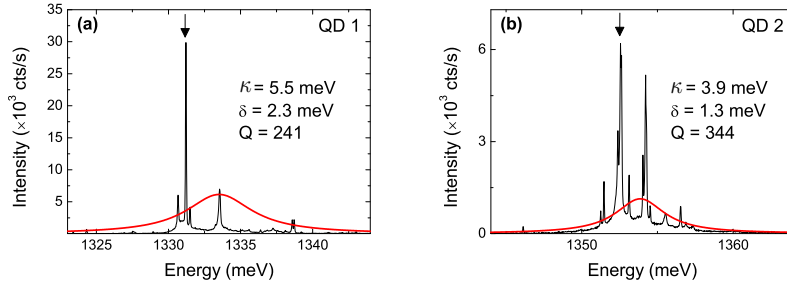 (a)
QD 1
κ = 5.5 meV
δ = 2.3 meV
Q = 241
35
30
25
20
15
10
5
Intensity (×10³ cts/s)
1325
1330
1340
Energy (meV)
(b)
QD 2
κ = 3.9 meV
δ = 1.3 meV
Q = 344
6
3
0
Intensity (×10³ cts/s)
1350
1360
Energy (meV)